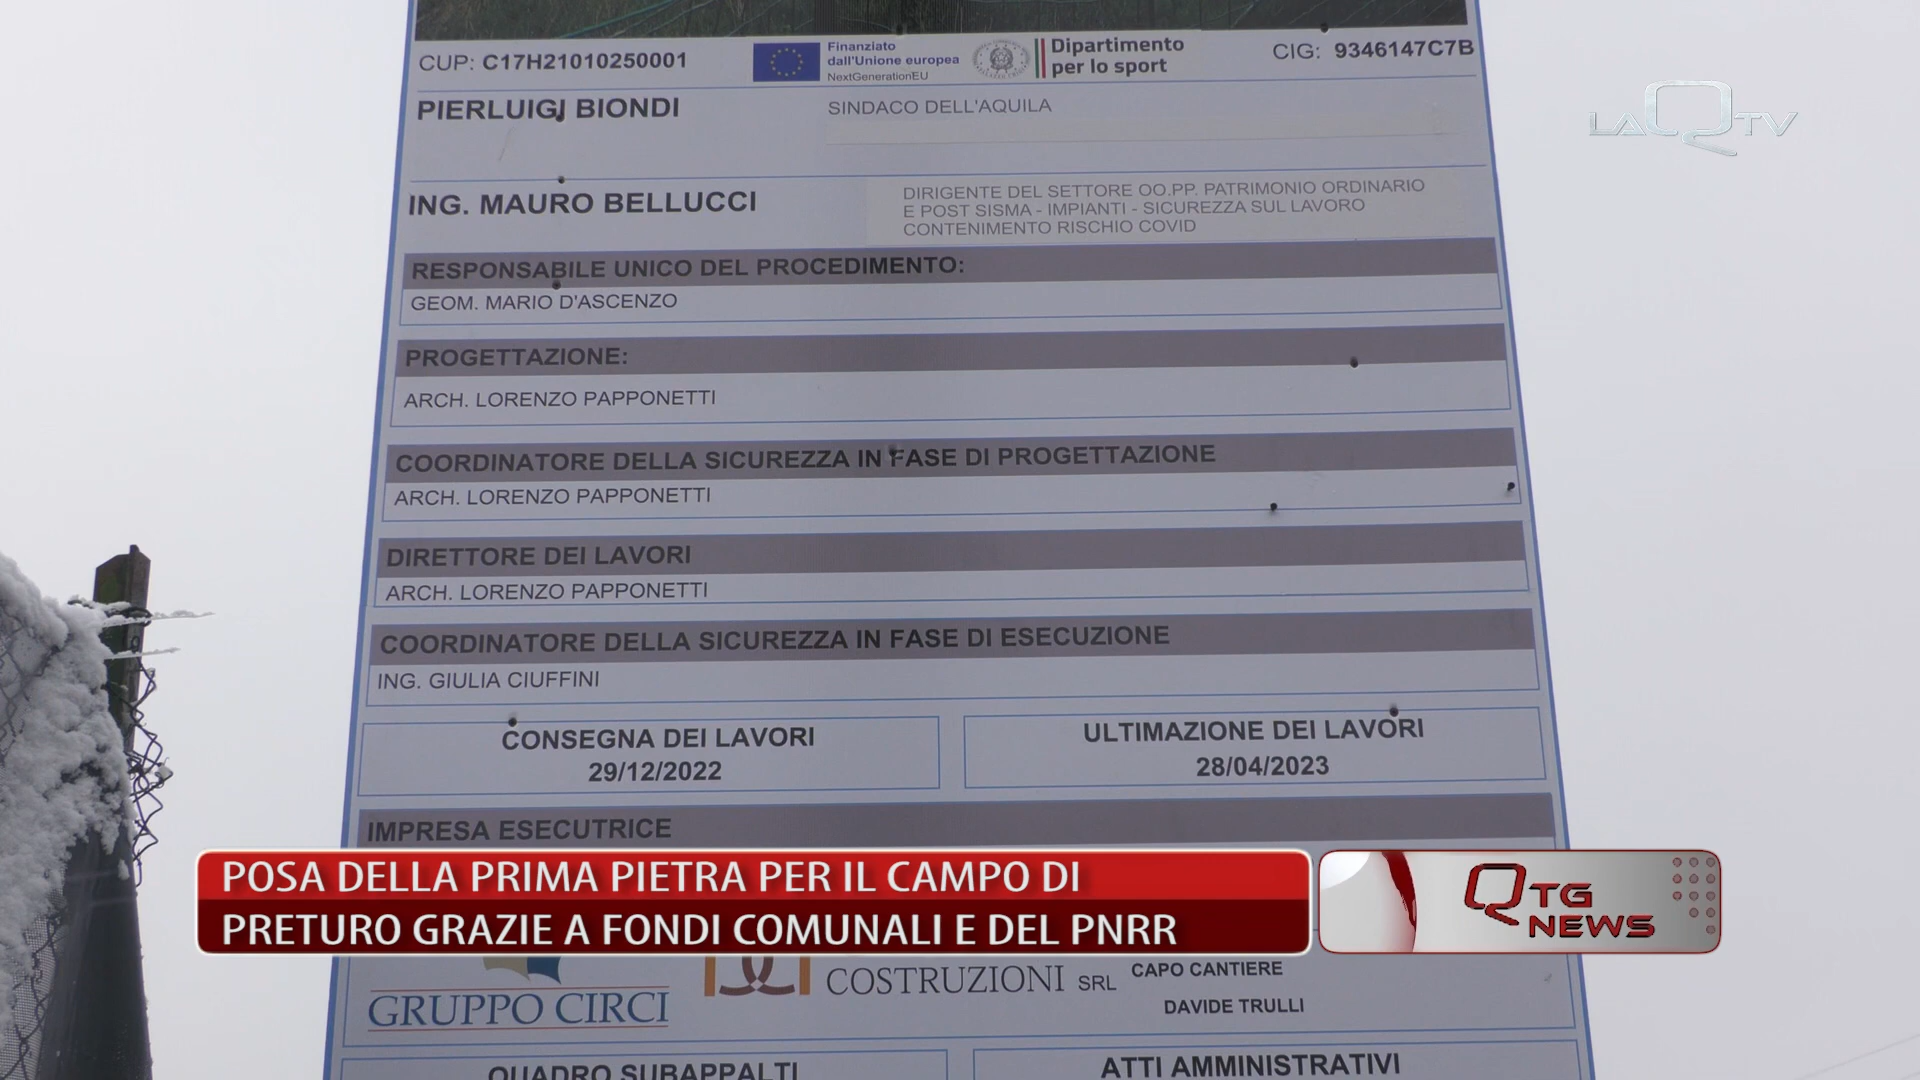 CUP: C17H21010250001
Finanziato
dall'Unione europea
NextGenerationEU
Dipartimento
per lo sport
CIG: 9346147C7B
PIERLUIGI BIONDI
SINDACO DELL'AQUILA
LAQTV
ING. MAURO BELLUCCI
DIRIGENTE DEL SETTORE OO.PP. PATRIMONIO ORDINARIO
E POST SISMA - IMPIANTI - SICUREZZA SUL LAVORO
CONTENIMENTO RISCHIO COVID
RESPONSABILE UNICO DEL PROCEDIMENTO:
GEOM. MARIO D'ASCENZO
PROGETTAZIONE:
ARCH. LORENZO PAPPONETTI
COORDINATORE DELLA SICUREZZA IN FASE DI PROGETTAZIONE
ARCH. LORENZO PAPPONETTI
DIRETTORE DEI LAVORI
ARCH. LORENZO PAPPONETTI
COORDINATORE DELLA SICUREZZA IN FASE DI ESECUZIONE
ING. GIULIA CIUFFINI
CONSEGNA DEI LAVORI
29/12/2022
ULTIMAZIONE DEI LAVORI
28/04/2023
IMPRESA ESECUTRICE
POSA DELLA PRIMA PIETRA PER IL CAMPO DI
PRETURO GRAZIE A FONDI COMUNALI E DEL PNRR
QTG
NEWS
GRUPPO CIRCI
COSTRUZIONI SRL
CAPO CANTIERE
DAVIDE TRULLI
QUADRO SUBAPPALTI
ATTI AMMINISTRATIVI